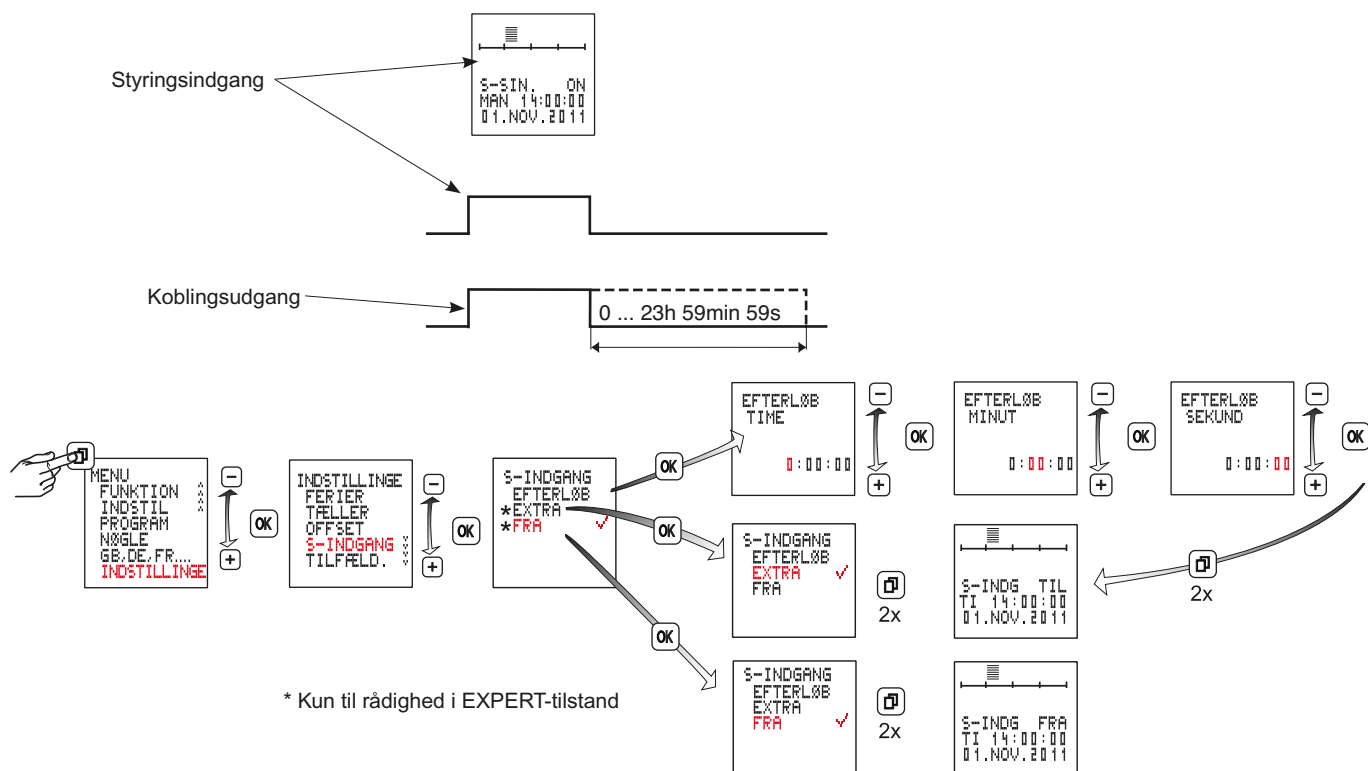 Styringsindgang
S-SIN. ON
MAN 14:00:00
01.NOV.2011
Koblingsudgang
0 ... 23h 59min 59s
MENU
FUNKTION
INDSTIL
PROGRAM
NØGLE
GB,DE,FR....
INDSTILLINGE
−
OK
+
INDSTILLINGE
FERIER
TÆLLER
OFFSET
S-INDGANG
TILFÆLD.
−
OK
+
S-INDGANG
EFTERLØB
*EXTRA
*FRA ✓
OK
OK
OK
EFTERLØB
TIME
0:00:00
−
OK
+
EFTERLØB
MINUT
0:00:00
−
OK
+
EFTERLØB
SEKUND
0:00:00
−
OK
+
S-INDGANG
EFTERLØB
EXTRA ✓
FRA
2x
S-INDG TIL
TI 14:00:00
01.NOV.2011
2x
S-INDGANG
EFTERLØB
EXTRA
FRA ✓
2x
S-INDG FRA
TI 14:00:00
01.NOV.2011
* Kun til rådighed i EXPERT-tilstand